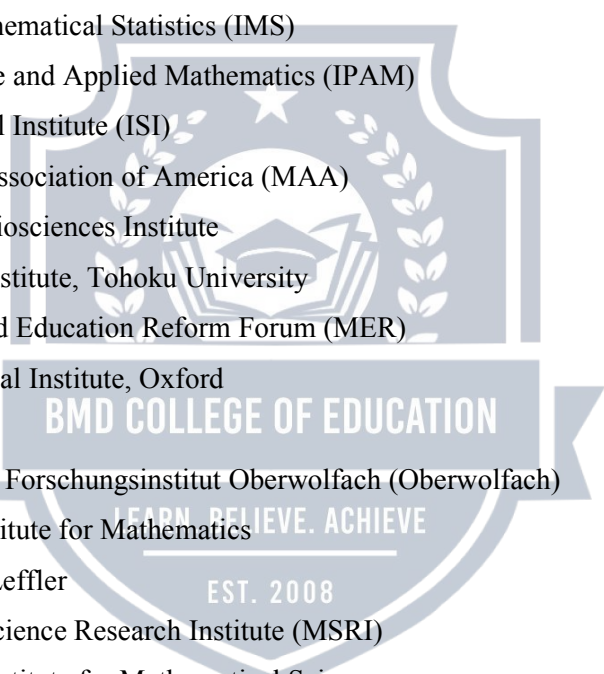 ematical Statistics (IMS)
e and Applied Mathematics (IPAM)
l Institute (ISI)
ssociation of America (MAA)
iosciences Institute
stitute, Tohoku University
d Education Reform Forum (MER)
al Institute, Oxford
BMD COLLEGE OF EDUCATION
Forschungsinstitut Oberwolfach (Oberwolfach)
itute for Mathematics
LEARN. BELIEVE. ACHIEVE
effler
EST. 2008
cience Research Institute (MSRI)